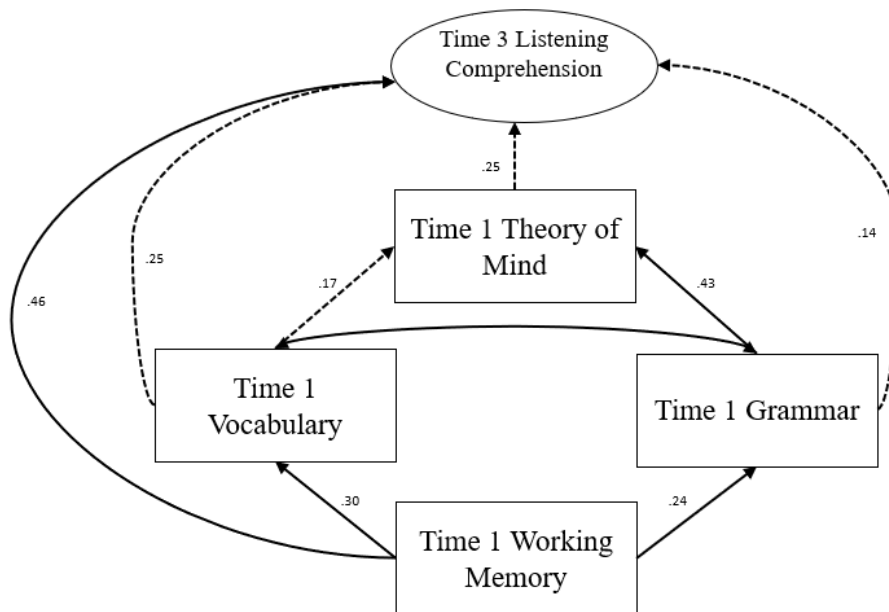 Time 3 Listening
Comprehension
.25
Time 1 Theory of
Mind
.14
.25
.17
.43
.46
Time 1
Vocabulary
Time 1 Grammar
.30
.24
Time 1 Working
Memory